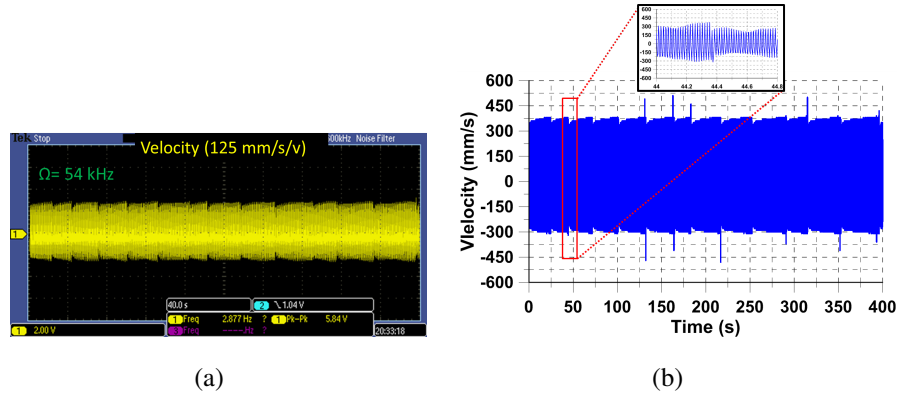 Tek Stop
00kHz Noise Filter
Velocity (125 mm/s/v)
Ω= 54 kHz
1
40.0 s
2 1.04 V
1 Freq 2.877 Hz ? 1 Pk-Pk 5.84 V
3 Freq Hz ?
1 2.00 V
20:33:18
(a)
600
450
300
150
0
-150
-300
-450
-600
44 44.2 44.4 44.6 44.8
600
450
300
150
0
-150
-300
-450
-600
Vlelocity (mm/s)
0 50 100 150 200 250 300 350 400
Time (s)
(b)